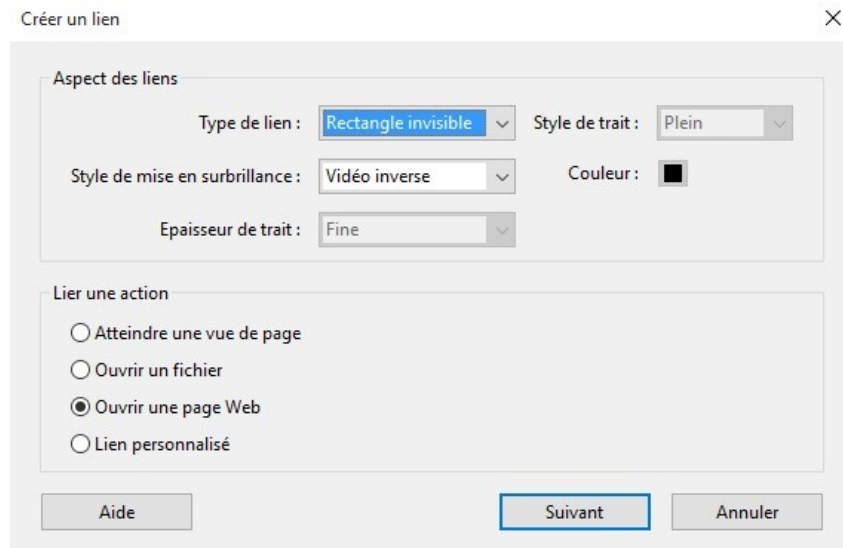 Créer un lien
Aspect des liens
Type de lien : Rectangle invisible Style de trait : Plein
Style de mise en surbrillance : Vidéo inverse Couleur :
Epaisseur de trait : Fine
Lier une action
Atteindre une vue de page
Ouvrir un fichier
Ouvrir une page Web
Lien personnalisé
Aide Suivant Annuler